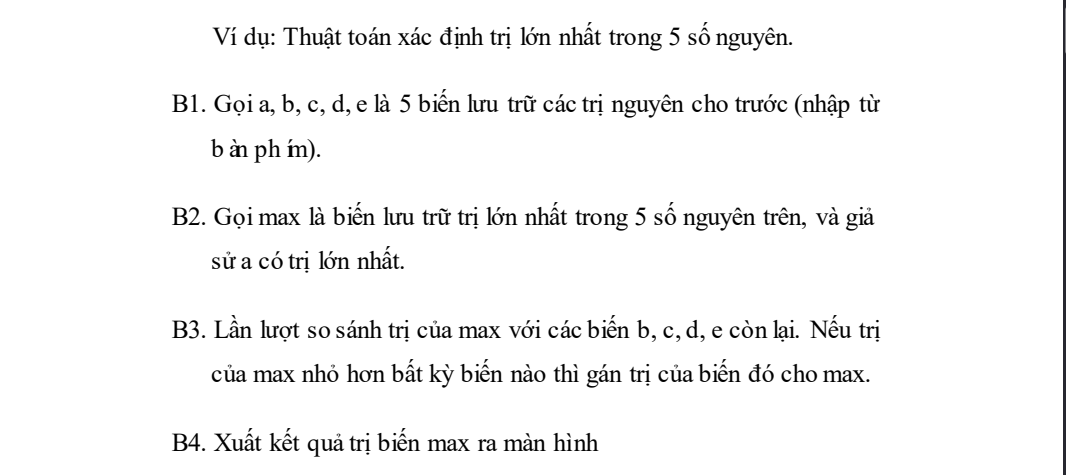 Ví dụ: Thuật toán xác định trị lớn nhất trong 5 số nguyên.
B1. Gọi a, b, c, d, e là 5 biến lưu trữ các trị nguyên cho trước (nhập từ
bàn phím).
B2. Gọi max là biến lưu trữ trị lớn nhất trong 5 số nguyên trên, và giả
sử a có trị lớn nhất.
B3. Lần lượt so sánh trị của max với các biến b, c, d, e còn lại. Nếu trị
của max nhỏ hơn bất kỳ biến nào thì gán trị của biến đó cho max.
B4. Xuất kết quả trị biến max ra màn hình